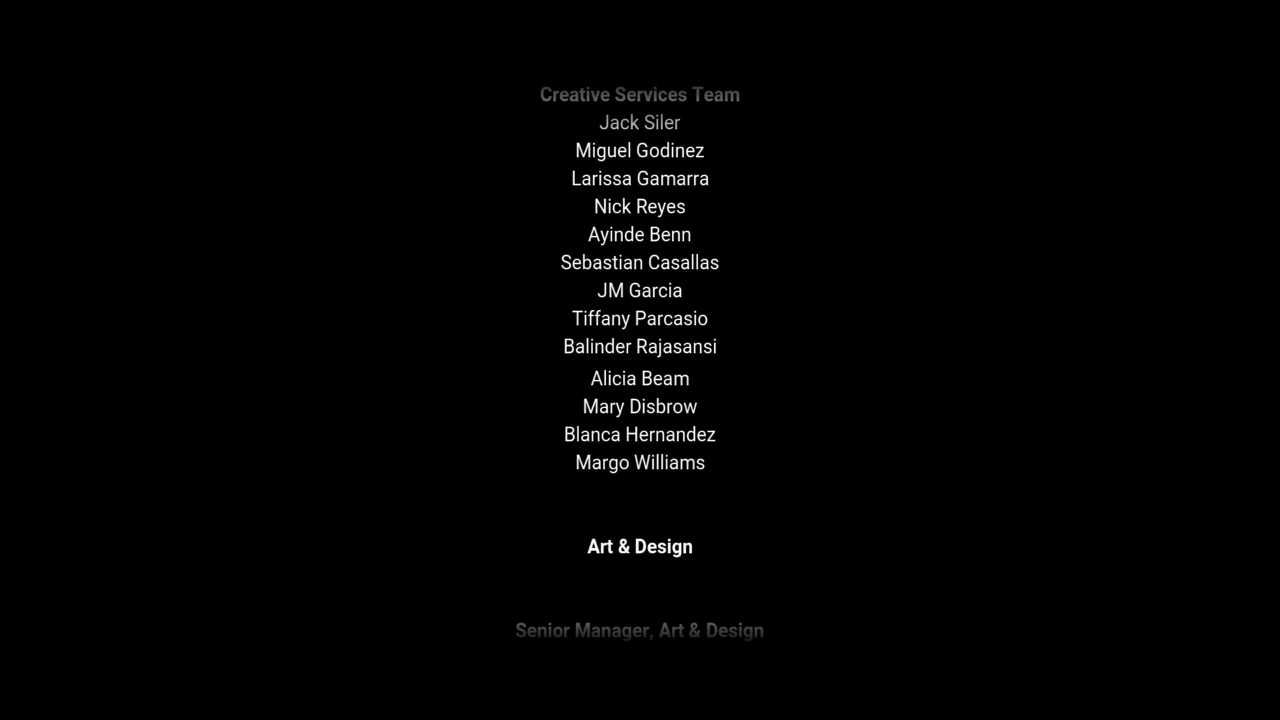 Creative Services Team
Jack Siler
Miguel Godinez
Larissa Gamarra
Nick Reyes
Ayinde Benn
Sebastian Casallas
JM Garcia
Tiffany Parcasio
Balinder Rajasansi
Alicia Beam
Mary Disbrow
Blanca Hernandez
Margo Williams
Art & Design
Senior Manager, Art & Design